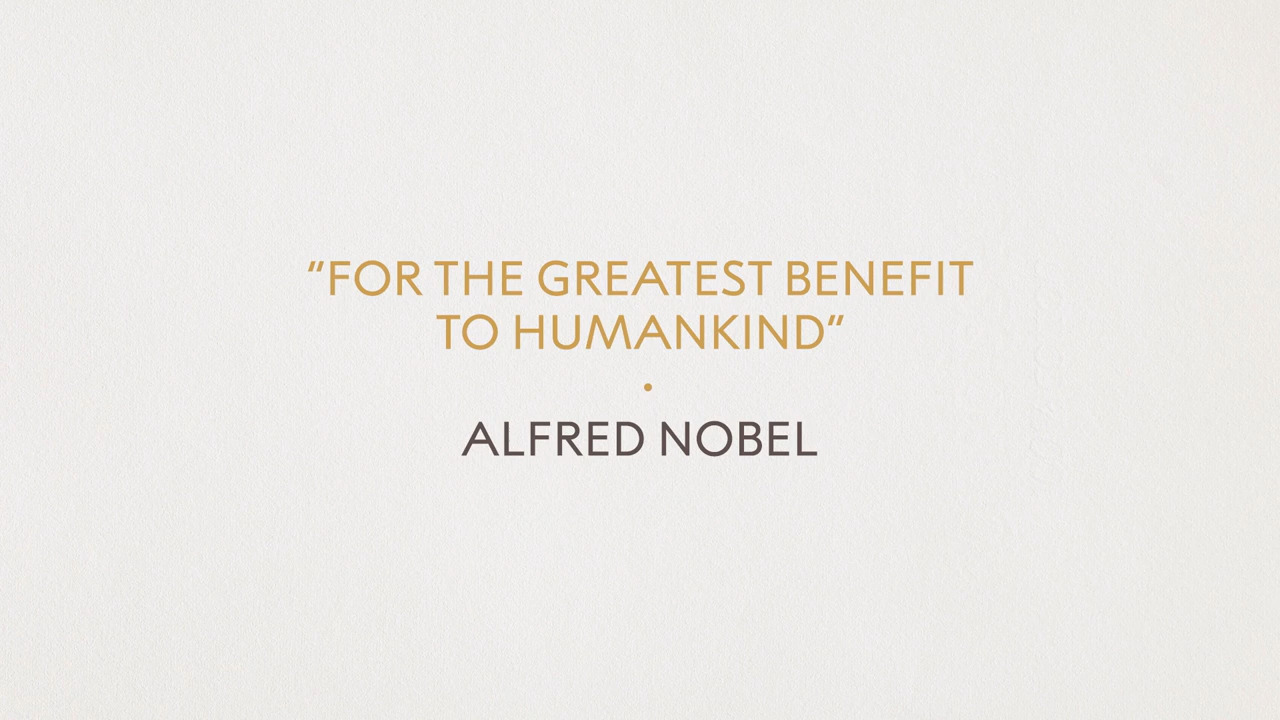 “FOR THE GREATEST BENEFIT
TO HUMANKIND”
•
ALFRED NOBEL